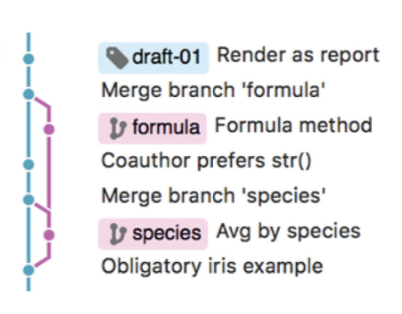 draft-01 Render as report
Merge branch 'formula'
formula Formula method
Coauthor prefers str()
Merge branch 'species'
species Avg by species
Obligatory iris example